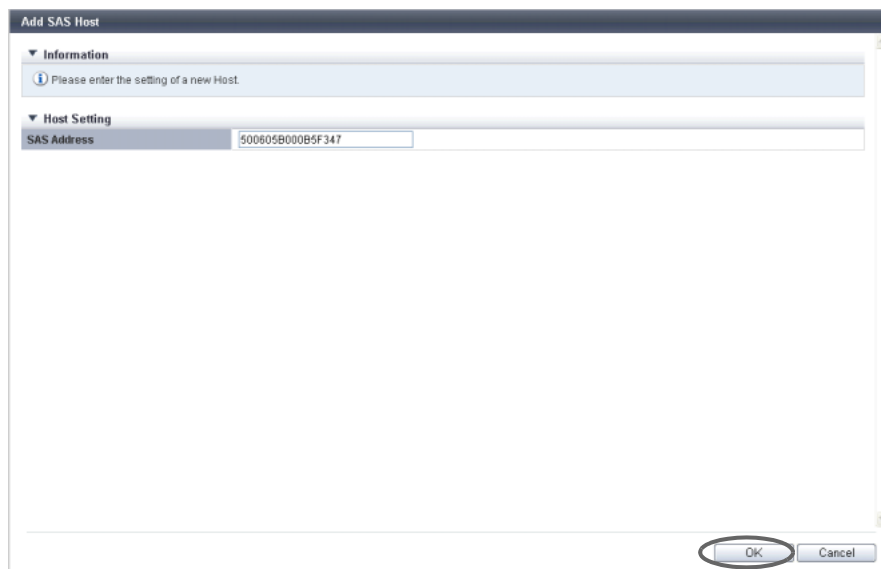 Add SAS Host
Information
Please enter the setting of a new Host.
Host Setting
SAS Address 500605B000B5F347
OK Cancel